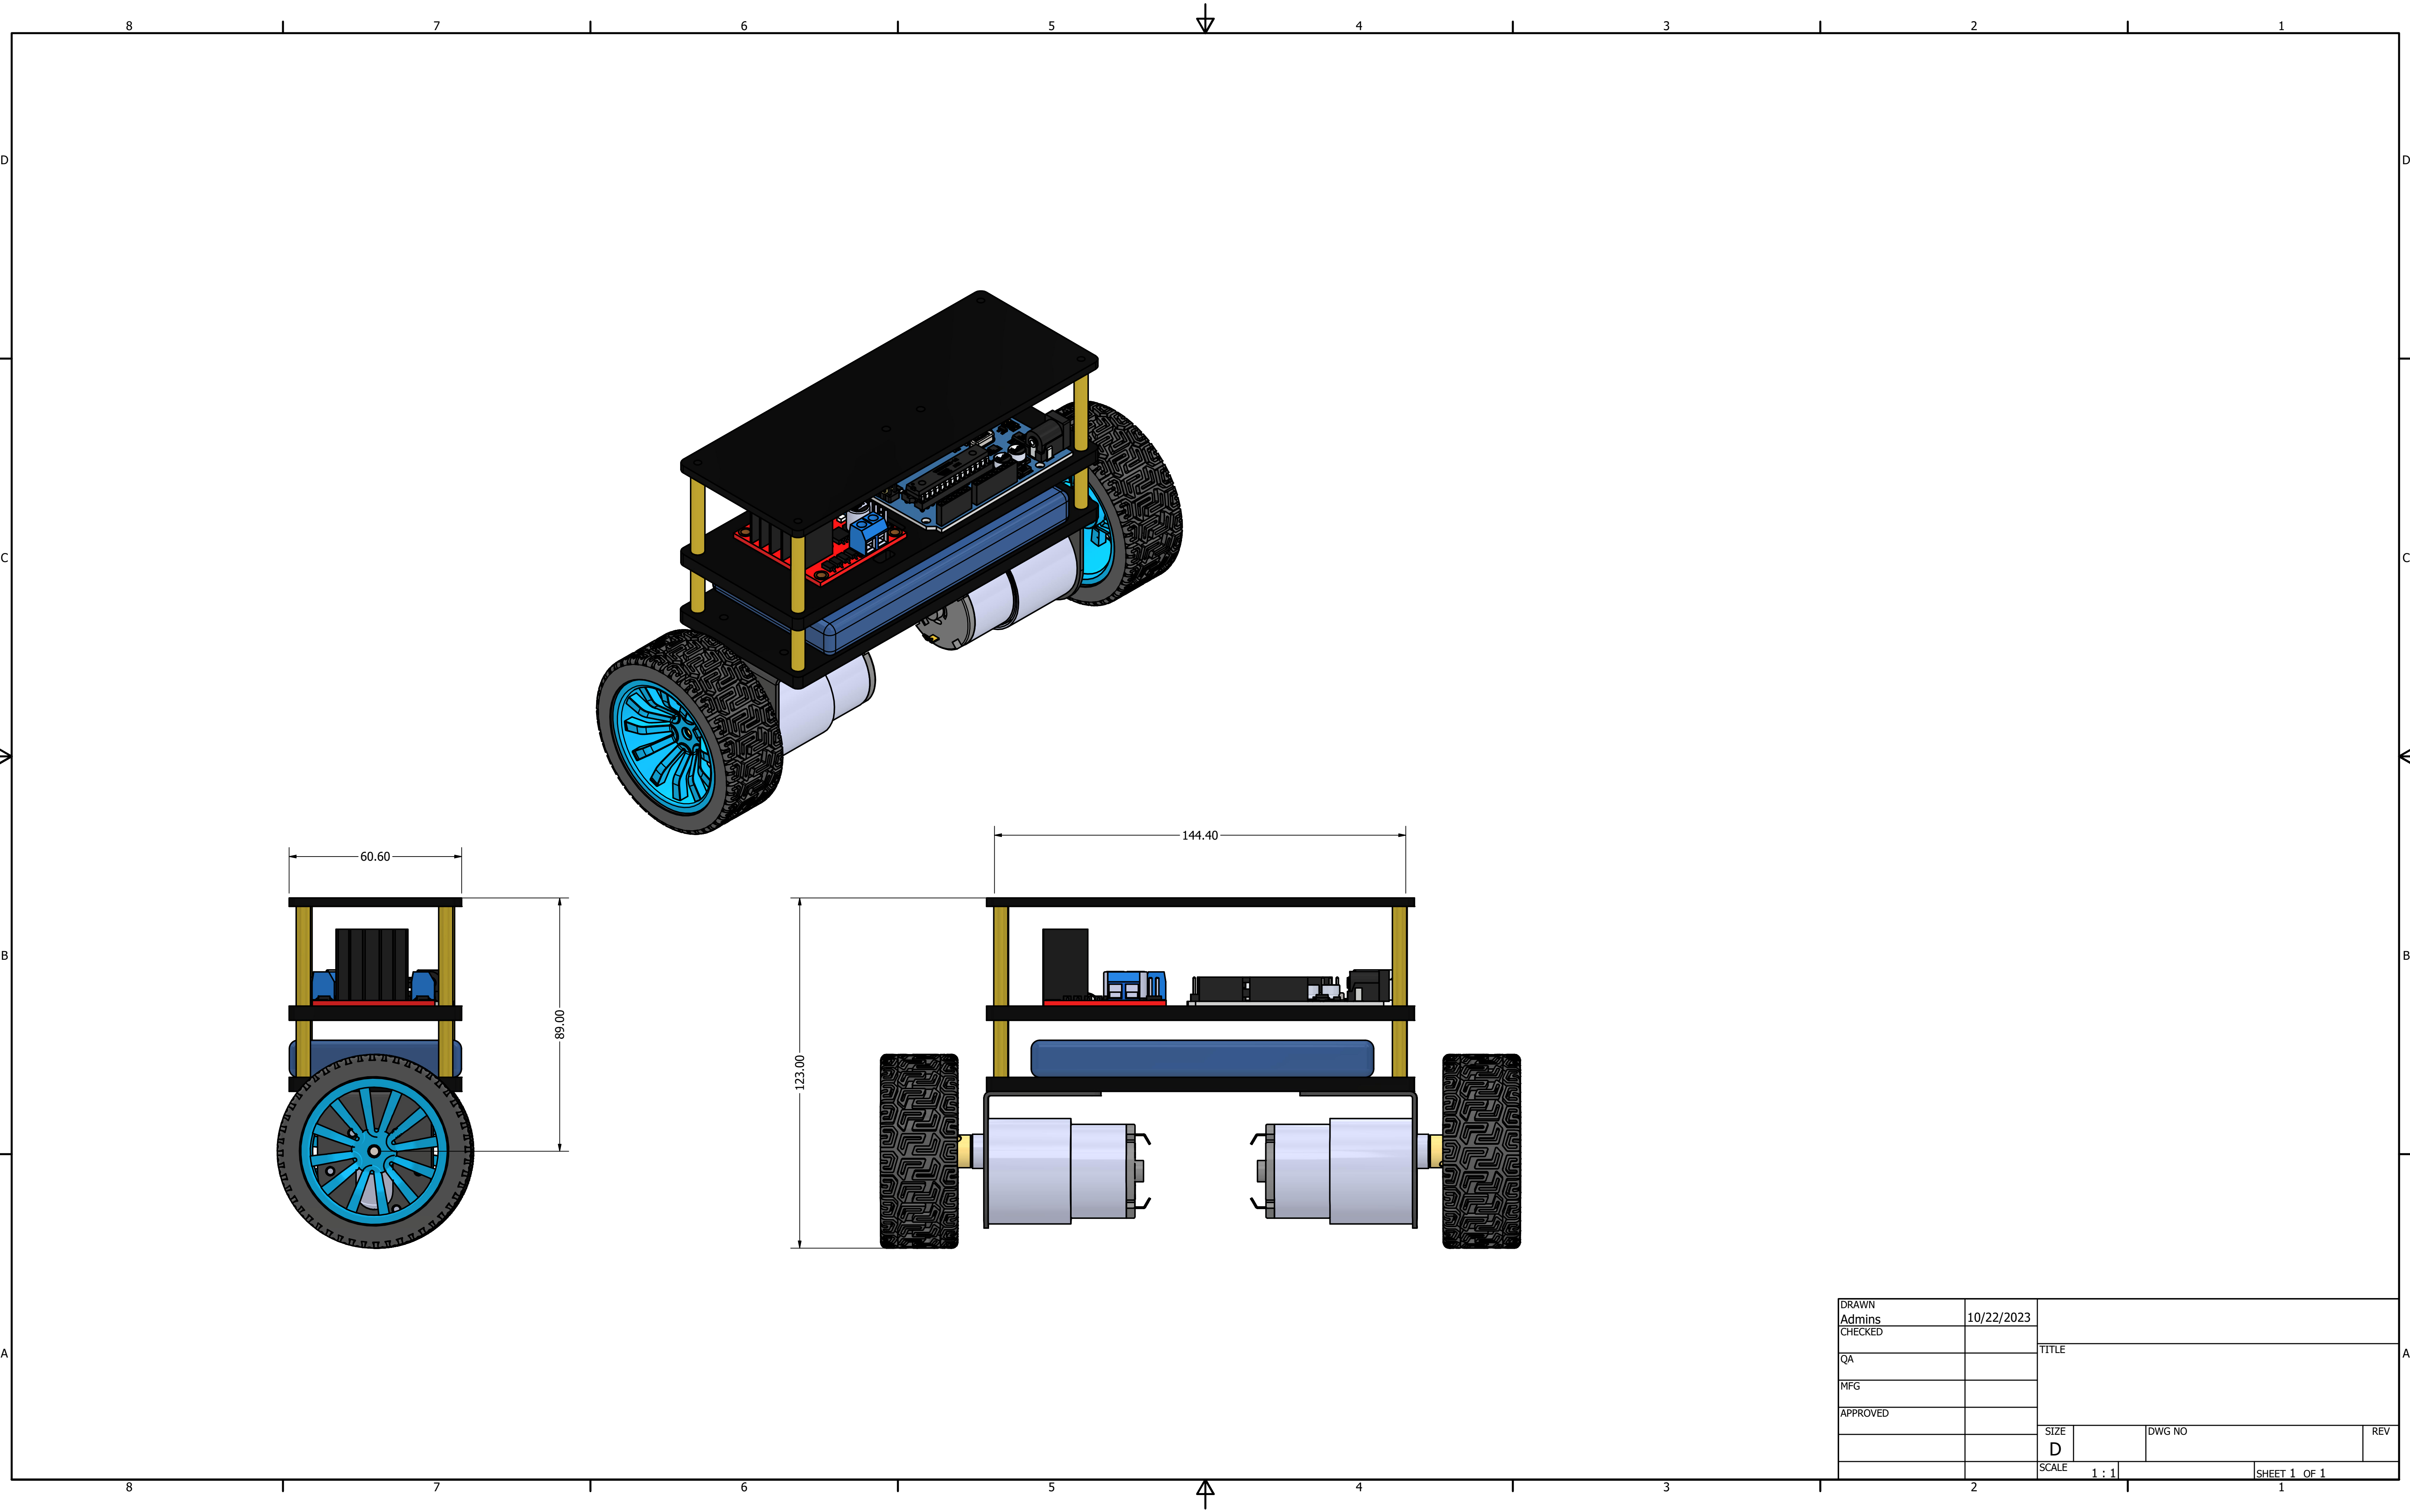 8 7 6 5 4 3 2 1
D D
C C
144.40
60.60
89.00
123.00
B B
DRAWN
Admins 10/22/2023
CHECKED
TITLE
A A
QA
MFG
APPROVED
SIZE DWG NO REV
D
SCALE 1 : 1 SHEET 1 OF 1
8 7 6 5 4 3 2 1